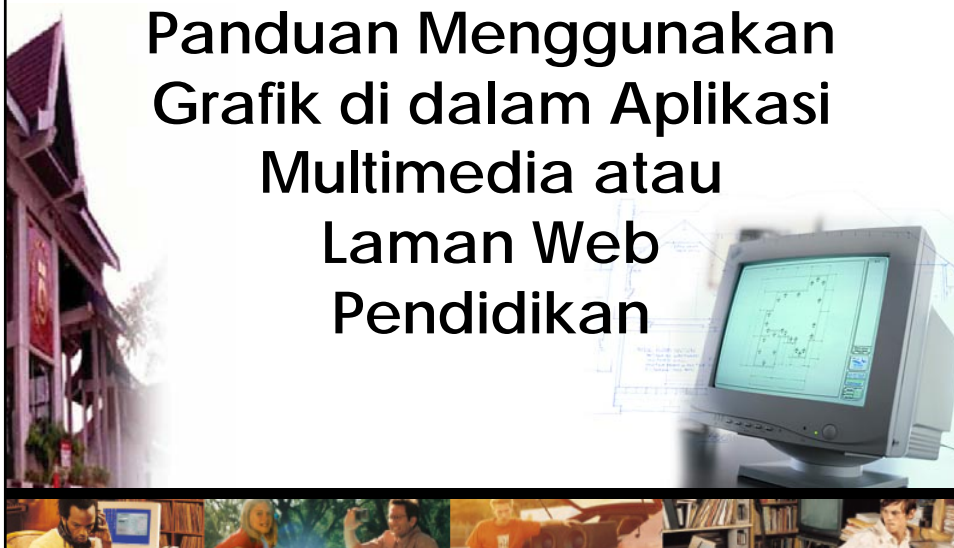 Panduan Menggunakan
Grafik di dalam Aplikasi
Multimedia atau
Laman Web
Pendidikan